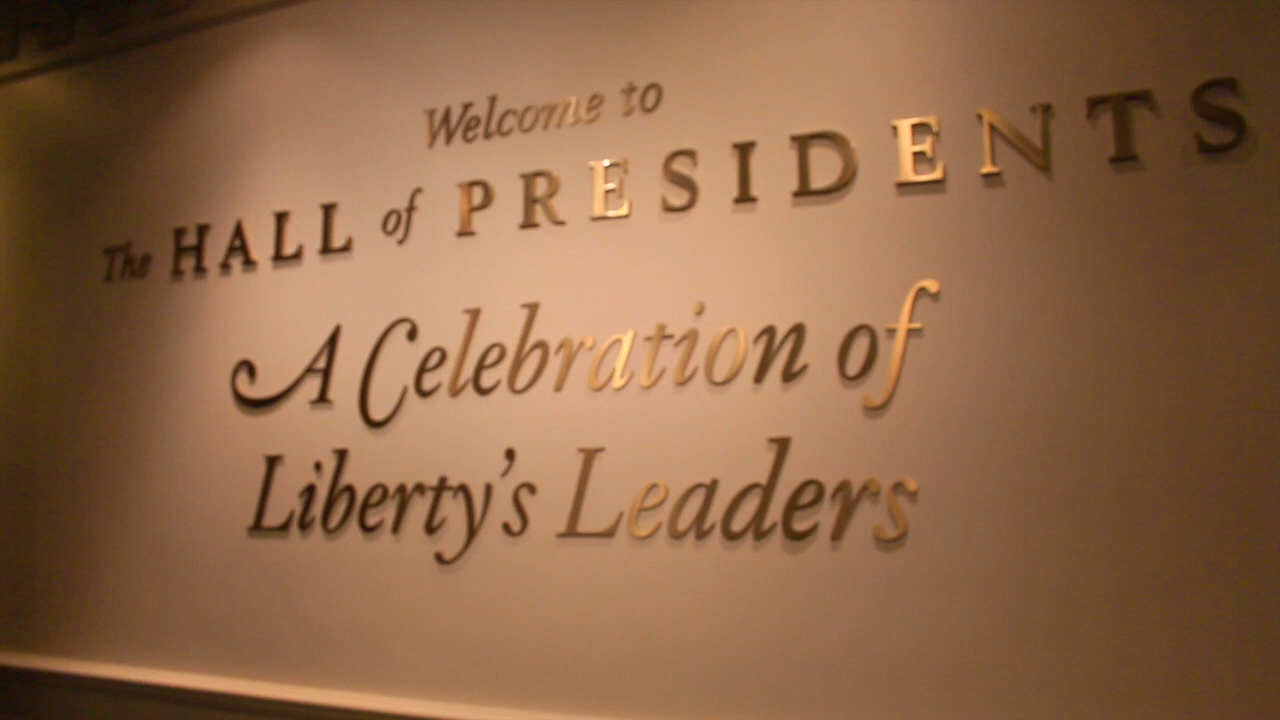 Welcome to
The HALL of PRESIDENTS
A Celebration of
Liberty's Leaders